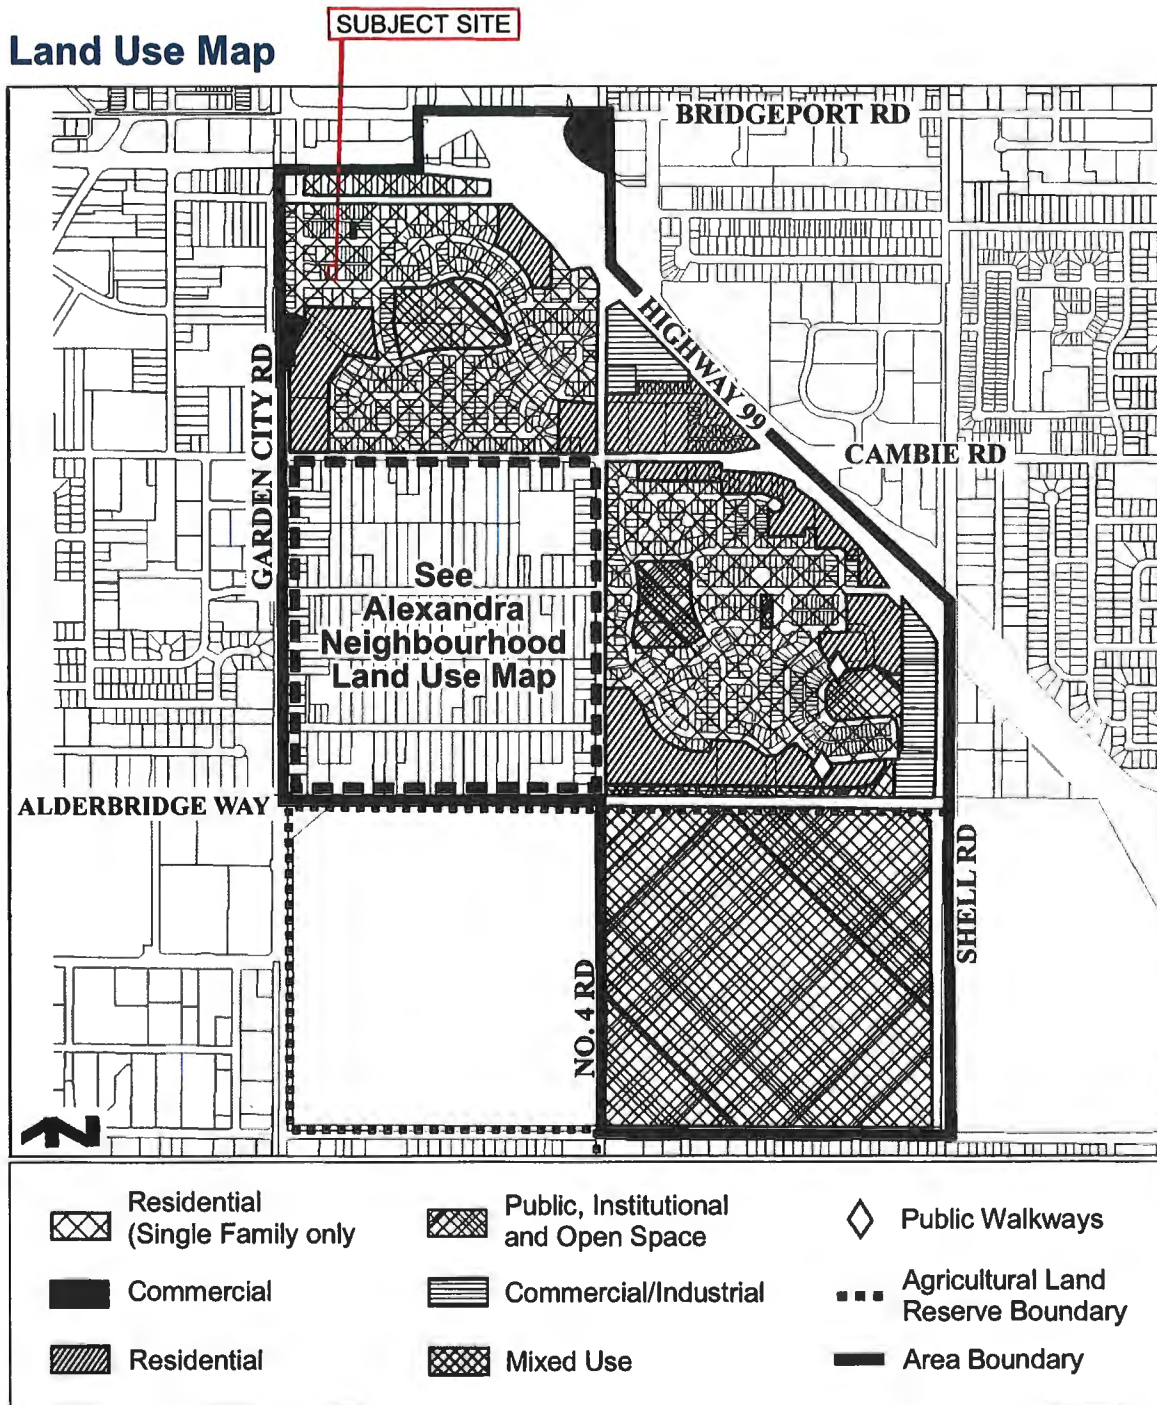 SUBJECT SITE
Land Use Map
BRIDGEPORT RD
HIGHWAY 99
GARDEN CITY RD
CAMBIE RD
See
Alexandra
Neighbourhood
Land Use Map
ALDERBRIDGE WAY
NO. 4 RD
SHELL RD
N
Residential
(Single Family only
Public, Institutional
and Open Space
Public Walkways
Commercial
Commercial/Industrial
Agricultural Land
Reserve Boundary
Residential
Mixed Use
Area Boundary